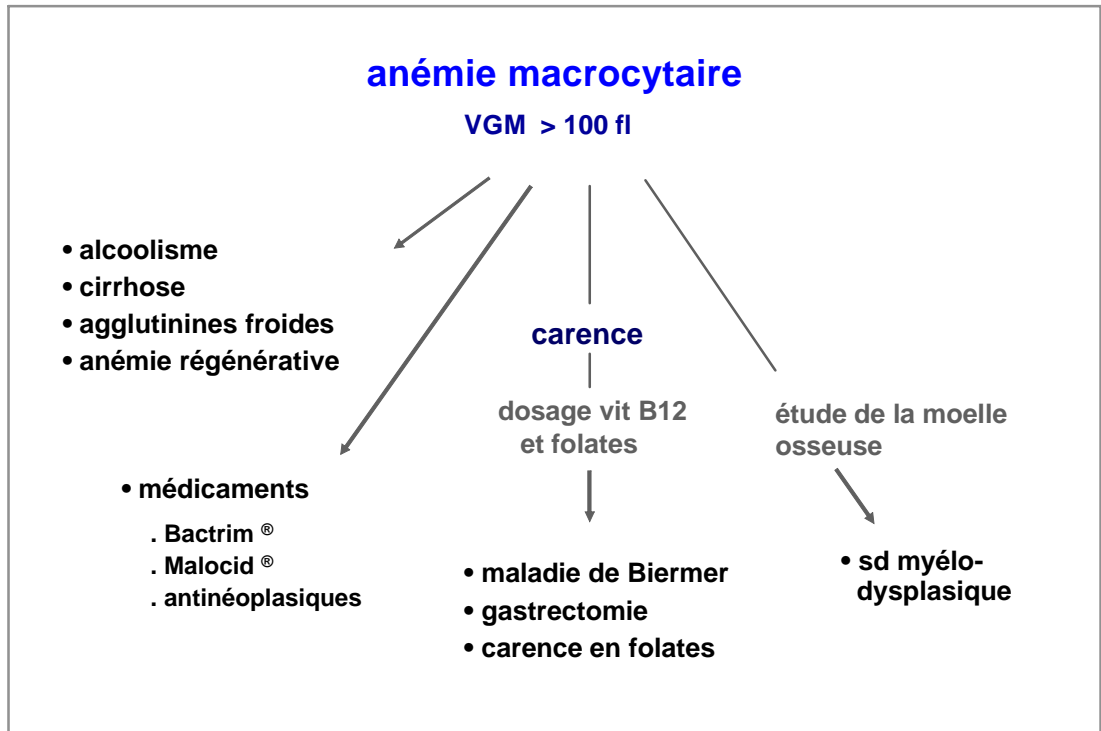 anémie macrocytaire
VGM > 100 fl
• alcoolisme
• cirrhose
• agglutinines froides
• anémie régénérative
• médicaments
. Bactrim ®
. Malocid ®
. antinéoplasiques
carence
dosage vit B12
et folates
• maladie de Biermer
• gastrectomie
• carence en folates
étude de la moelle
osseuse
• sd myélo-
dysplasique